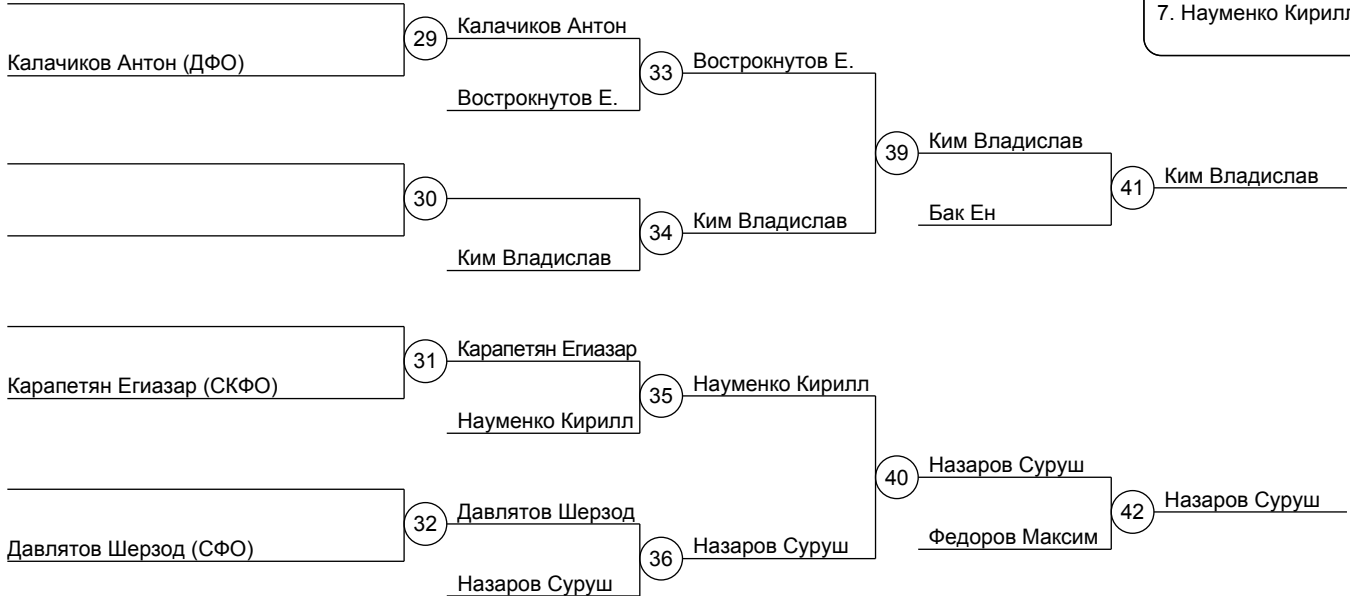 7. Науменко Кирилл
29
Калачиков Антон
Калачиков Антон (ДФО)
33
Вострокнутов Е.
Вострокнутов Е.
39
Ким Владислав
41
Ким Владислав
30
Бак Ен
34
Ким Владислав
Ким Владислав
31
Карапетян Егиазар
Карапетян Егиазар (СКФО)
35
Науменко Кирилл
Науменко Кирилл
40
Назаров Суруш
42
Назаров Суруш
32
Давлятов Шерзод
Федоров Максим
Давлятов Шерзод (СФО)
36
Назаров Суруш
Назаров Суруш